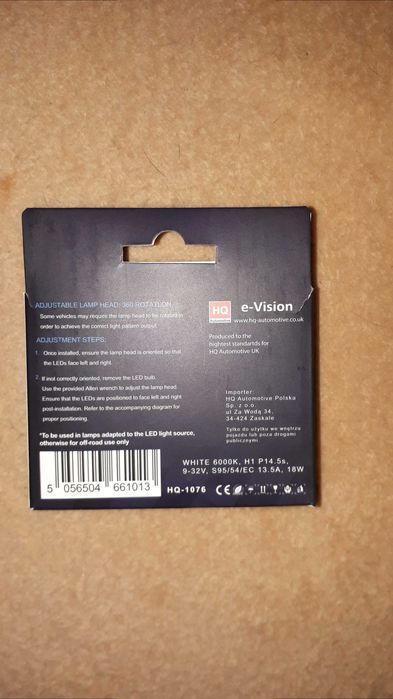 ADJUSTABLE LAMP HEAD: 360 ROTATION
Some vehicles may require the lamp head to be rotated in
order to achieve the correct light pattern output.
ADJUSTMENT STEPS:
1. Once installed, ensure the lamp head is oriented so that
the LEDs face left and right.
2. If inot correctly oriented, remove the LED bulb.
Use the provided Allen wrench to adjust the lamp head.
Ensure that the LEDs are positioned to face left and right
post-installation. Refer to the accompanying diagram for
proper positioning.
*To be used in lamps adapted to the LED light source,
otherwise for off-road use only
5 056504 661013
HQ
Automotive
e-Vision
www.hq-automotive.co.uk
Produced to the
hightest standartds for
HQ Automotive UK
Importer:
HQ Automotive Polska
Sp. z o.o.
ul Za Wodą 34,
34-424 Zaskale
Tylko do użytku we wnętrzu
pojazdu lub poza drogami
publicznymi.
WHITE 6000K, H1 P14.5s,
9-32V, S95/54/EC 13.5A, 18W
HQ-1076 CE